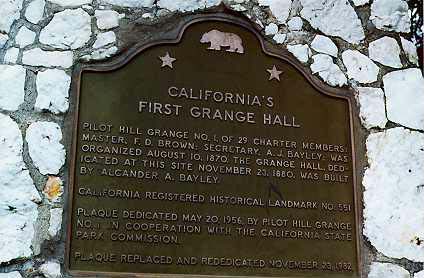 CALIFORNIA'S
FIRST GRANGE HALL
PILOT HILL GRANGE NO. 1, OF 29 CHARTER MEMBERS;
MASTER, F. D. BROWN; SECRETARY, A. J. BAYLEY; WAS
ORGANIZED AUGUST 10, 1870. THE GRANGE HALL, DED-
ICATED AT THIS SITE NOVEMBER 23, 1880, WAS BUILT
BY ALCANDER A. BAYLEY.
CALIFORNIA REGISTERED HISTORICAL LANDMARK NO. 551
PLAQUE DEDICATED MAY 20, 1956, BY PILOT HILL GRANGE
NO. 1 IN COOPERATION WITH THE CALIFORNIA STATE
PARK COMMISSION.
PLAQUE REPLACED AND REDEDICATED NOVEMBER 23,